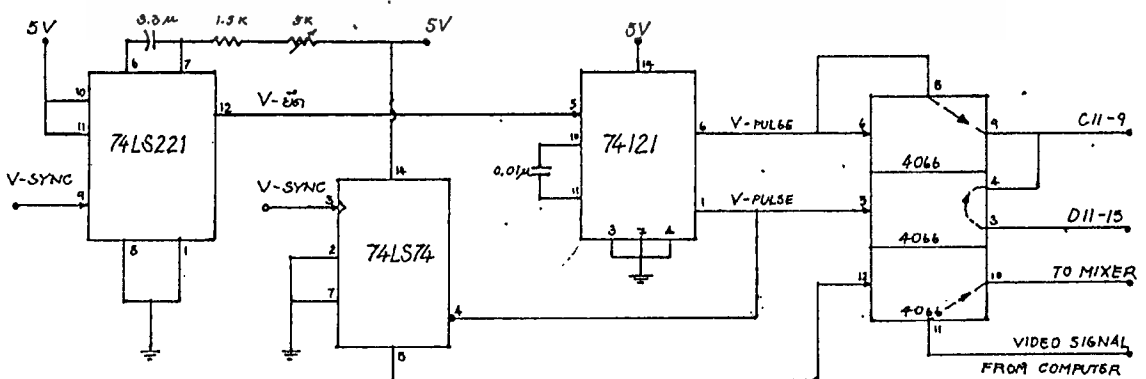 5V
3.3μ
1.5K
5K
5V
6
7
10
11
12
74LS221
9
8
1
V-SYNC
V-ยืด
V-SYNC
14
3
2
7
74LS74
4
5
5V
14
5
10
11
74121
0.01μ
6
1
3
7
4
V-PULSE
V-PULSE
8
6
9
C11-9
4066
4
5
3
D11-15
4066
12
10
TO MIXER
4066
11
VIDEO SIGNAL
FROM COMPUTER